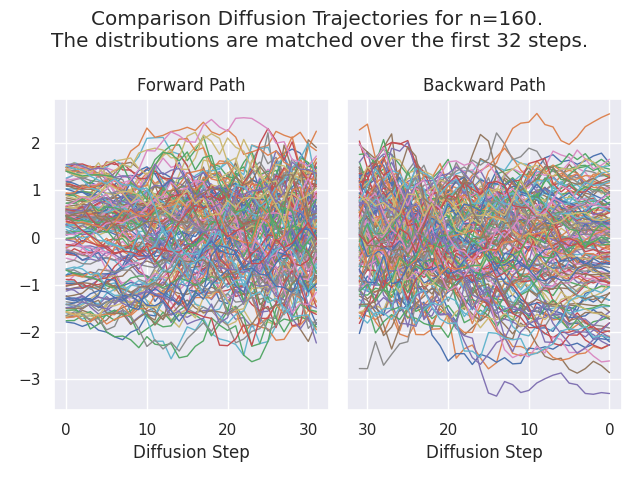 Comparison Diffusion Trajectories for n=160.
The distributions are matched over the first 32 steps.
Forward Path
Backward Path
2
1
0
−1
−2
−3
0 10 20 30
30 20 10 0
Diffusion Step
Diffusion Step